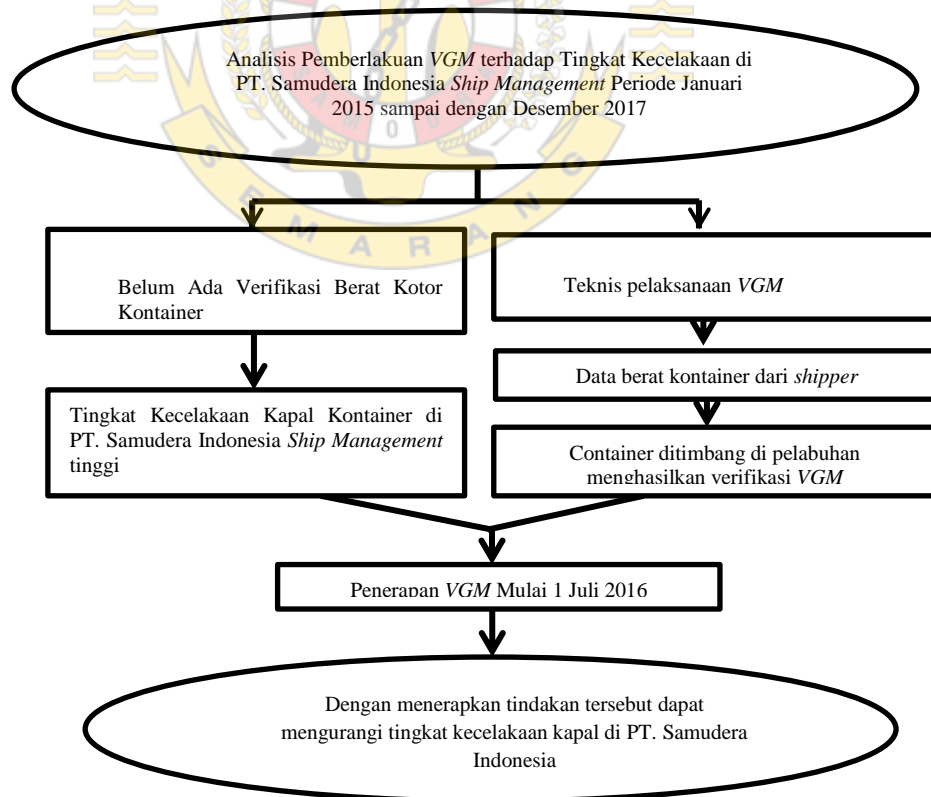 Analisis Pemberlakuan VGM terhadap Tingkat Kecelakaan di
PT. Samudera Indonesia Ship Management Periode Januari
2015 sampai dengan Desember 2017
SEMARANG
Belum Ada Verifikasi Berat Kotor
Kontainer
Teknis pelaksanaan VGM
Data berat kontainer dari shipper
Tingkat Kecelakaan Kapal Kontainer di
PT. Samudera Indonesia Ship Management
tinggi
Container ditimbang di pelabuhan
menghasilkan verifikasi VGM
Penerapan VGM Mulai 1 Juli 2016
Dengan menerapkan tindakan tersebut dapat
mengurangi tingkat kecelakaan kapal di PT. Samudera
Indonesia